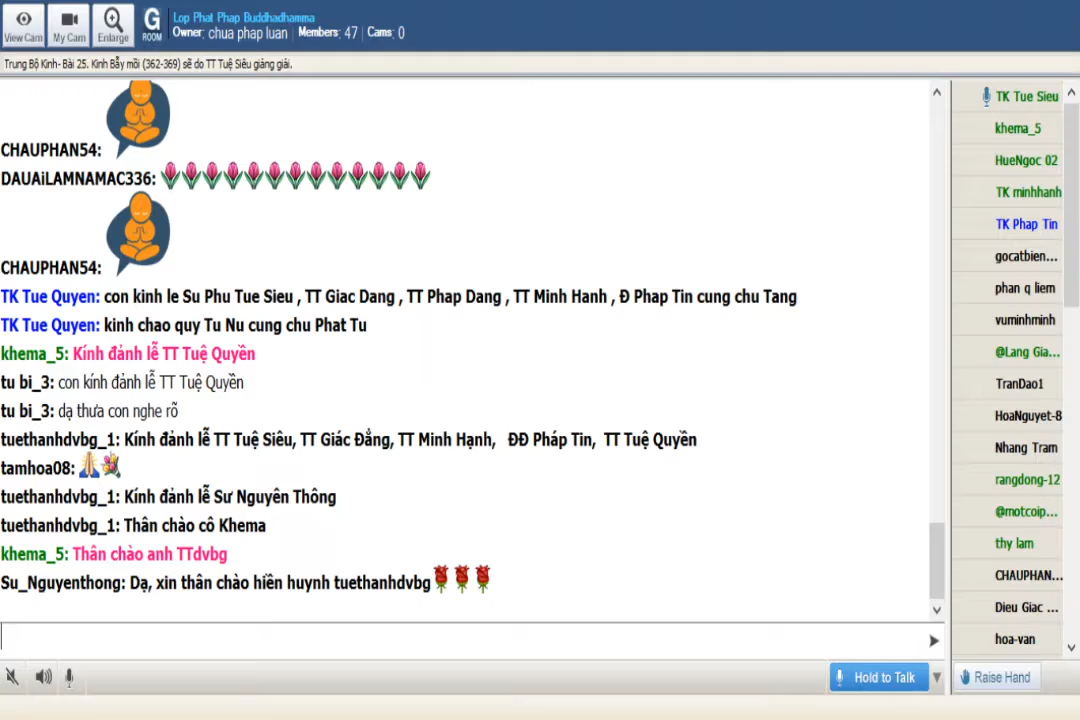 View Cam
My Cam
Enlarge
G
ROOM
Lop Phat Phap Buddhadhamma
Owner: chua phap luan | Members: 47 | Cams: 0
Trung Bộ Kinh- Bài 25. Kinh Bẫy mồi (362-369) sẽ do TT Tuệ Siêu giảng giải.
CHAUPHAN54:
DAUAiLAMNAMAC336:
CHAUPHAN54:
TK Tue Quyen: con kinh le Su Phu Tue Sieu , TT Giac Dang , TT Phap Dang , TT Minh Hanh , Đ Phap Tin cung chu Tang
TK Tue Quyen: kinh chao quy Tu Nu cung chu Phat Tu
khema_5: Kính đảnh lễ TT Tuệ Quyền
tu bi_3: con kính đảnh lễ TT Tuệ Quyền
tu bi_3: dạ thưa con nghe rõ
tuethanhdvbg_1: Kính đảnh lễ TT Tuệ Siêu, TT Giác Đẳng, TT Minh Hạnh, ĐĐ Pháp Tin, TT Tuệ Quyền
tamhoa08:
tuethanhdvbg_1: Kính đảnh lễ Sư Nguyên Thông
tuethanhdvbg_1: Thân chào cô Khema
khema_5: Thân chào anh TTdvbg
Su_Nguyenthong: Dạ, xin thân chào hiền huynh tuethanhdvbg
Hold to Talk
TK Tue Sieu
khema_5
HueNgoc 02
TK minhhanh
TK Phap Tin
gocatbien...
phan q liem
vuminhminh
@Lang Gia...
TranDao1
HoaNguyet-8
Nhang Tram
rangdong-12
@motcoip...
thy lam
CHAUPHAN...
Dieu Giac ...
hoa-van
Raise Hand